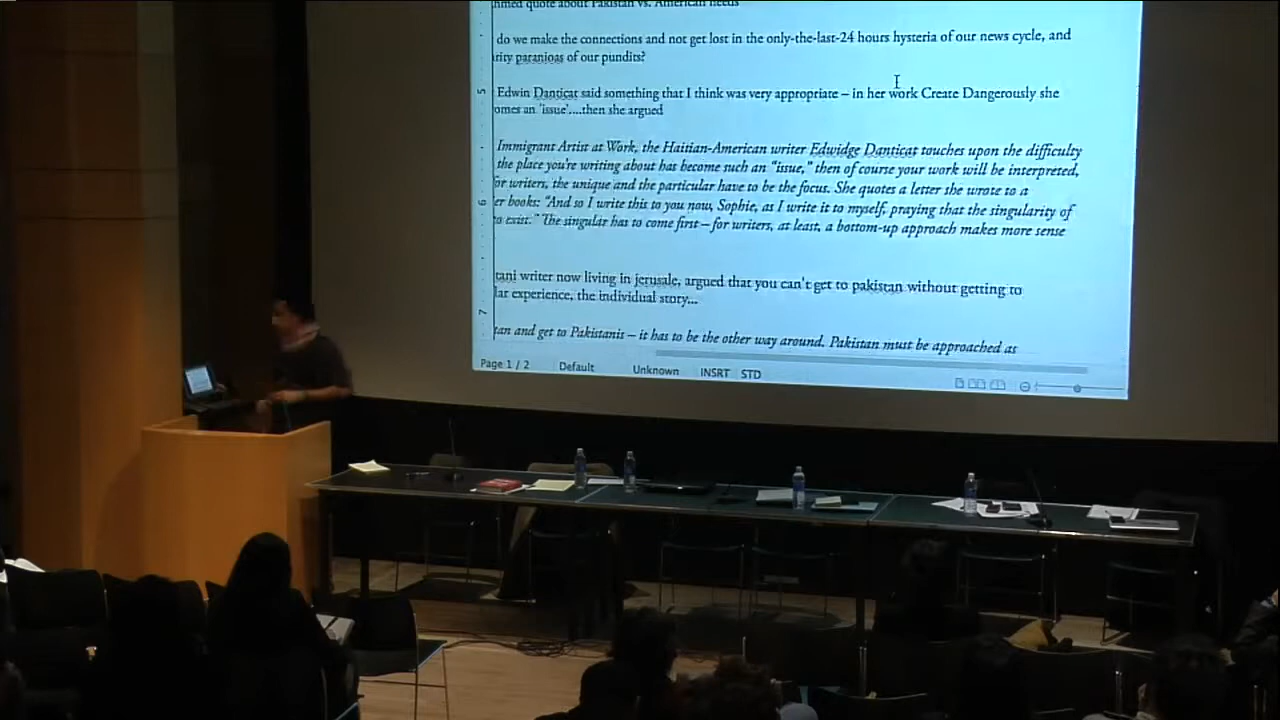 quote about Pakistan vs. American needs
do we make the connections and not get lost in the only-the-last-24 hours hysteria of our news cycle, and
rity paranioas of our pundits?
5
Edwin Danticat said something that I think was very appropriate – in her work Create Dangerously she
omes an 'issue'....then she argued
Immigrant Artist at Work, the Haitian-American writer Edwidge Danticat touches upon the difficulty
the place you're writing about has become such an "issue," then of course your work will be interpreted,
or writers, the unique and the particular have to be the focus. She quotes a letter she wrote to a
6
er books: "And so I write this to you now, Sophie, as I write it to myself, praying that the singularity of
to exist." The singular has to come first – for writers, at least, a bottom-up approach makes more sense
tani writer now living in jerusale, argued that you can't get to pakistan without getting to
lar experience, the individual story...
7
tan and get to Pakistanis – it has to be the other way around. Pakistan must be approached as
Page 1 / 2 Default Unknown INSRT STD